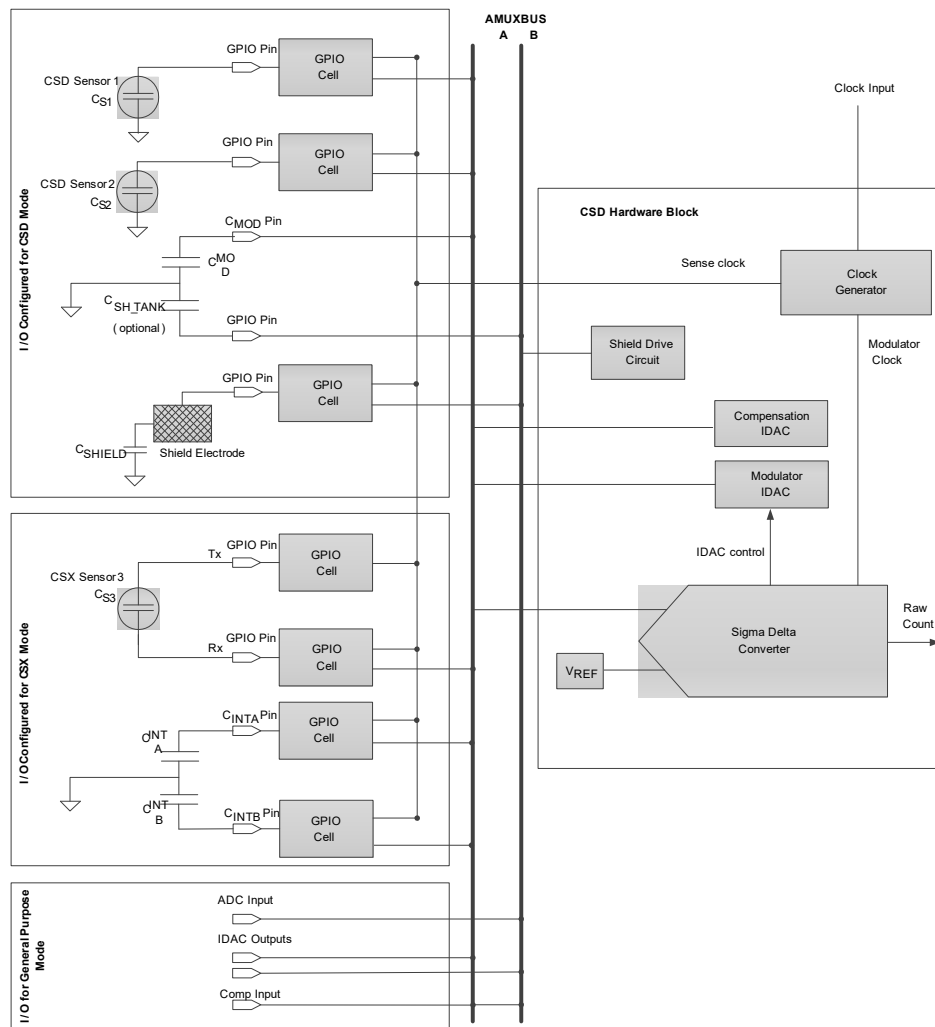 AMUXBUS
A B
I/O Configured for CSD Mode
GPIO Pin
GPIO
Cell
CSD Sensor 1
CS1
GPIO Pin
GPIO
Cell
CSD Sensor 2
CS2
CMOD Pin
CMO
D
CSH_TANK
(optional)
GPIO Pin
GPIO Pin
GPIO
Cell
CSHIELD
Shield Electrode
I/O Configured for CSX Mode
Tx
GPIO Pin
GPIO
Cell
CSX Sensor 3
CS3
GPIO Pin
Rx
GPIO
Cell
CINTA Pin
GPIO
Cell
CINT
A
CINT
B
CINTB Pin
GPIO
Cell
I/O for General Purpose
Mode
ADC Input
IDAC Outputs
Comp Input
Clock Input
CSD Hardware Block
Sense clock
Clock
Generator
Modulator
Clock
Shield Drive
Circuit
Compensation
IDAC
Modulator
IDAC
IDAC control
Sigma Delta
Converter
Raw
Count
VREF